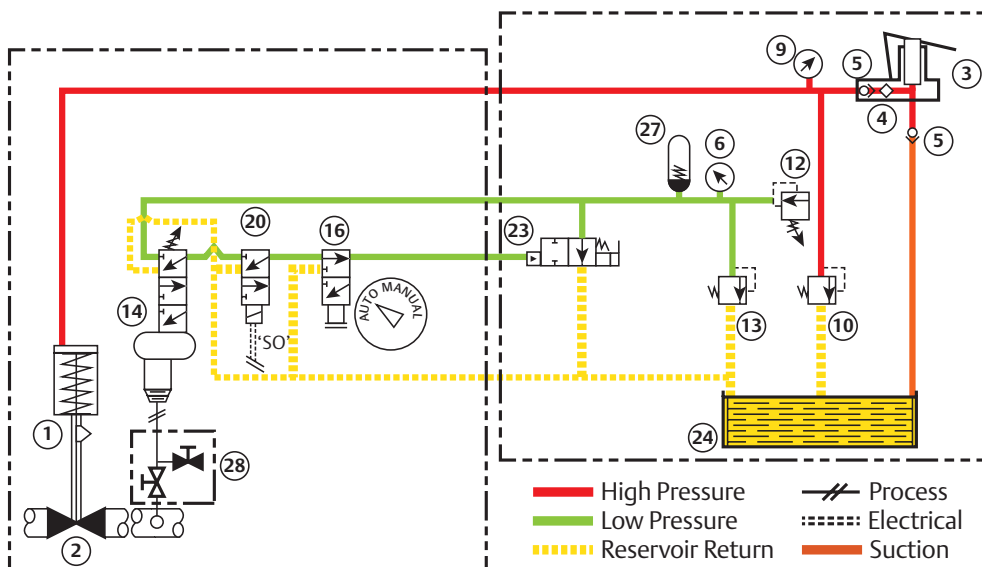 9
5
3
4
5
27
6
12
20
16
23
AUTO MANUAL
14
'SO'
13
10
1
24
28
2
High Pressure
Process
Low Pressure
Electrical
Reservoir Return
Suction